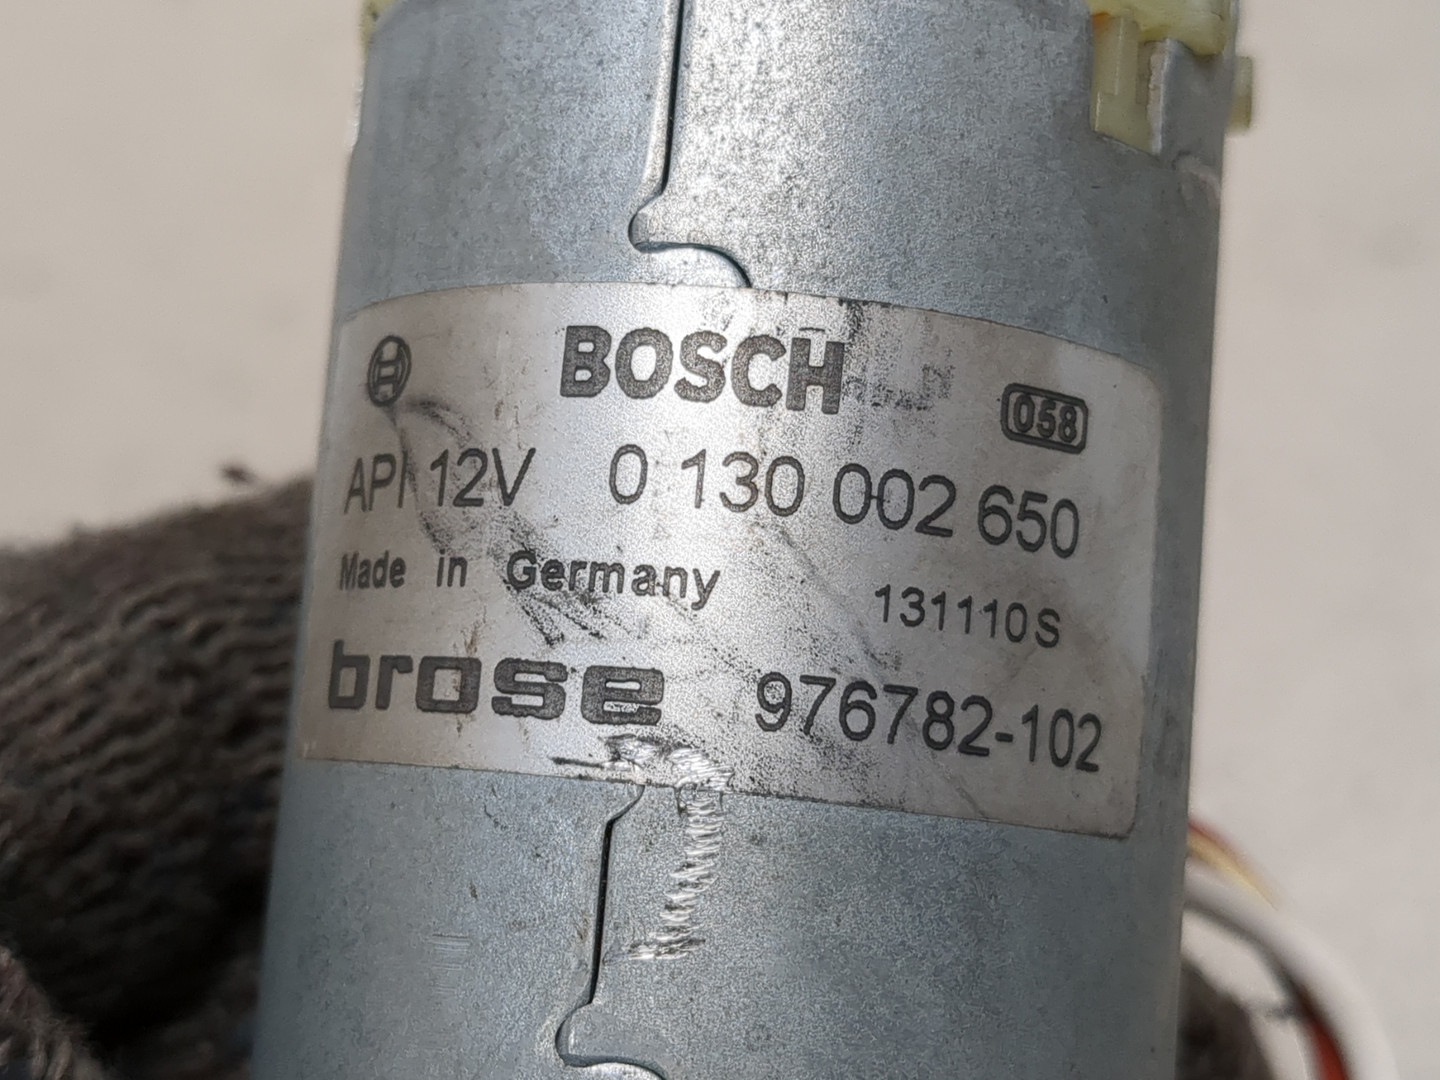 BOSCH
058
API 12V 0 130 002 650
Made in Germany 131110S
brose 976782-102